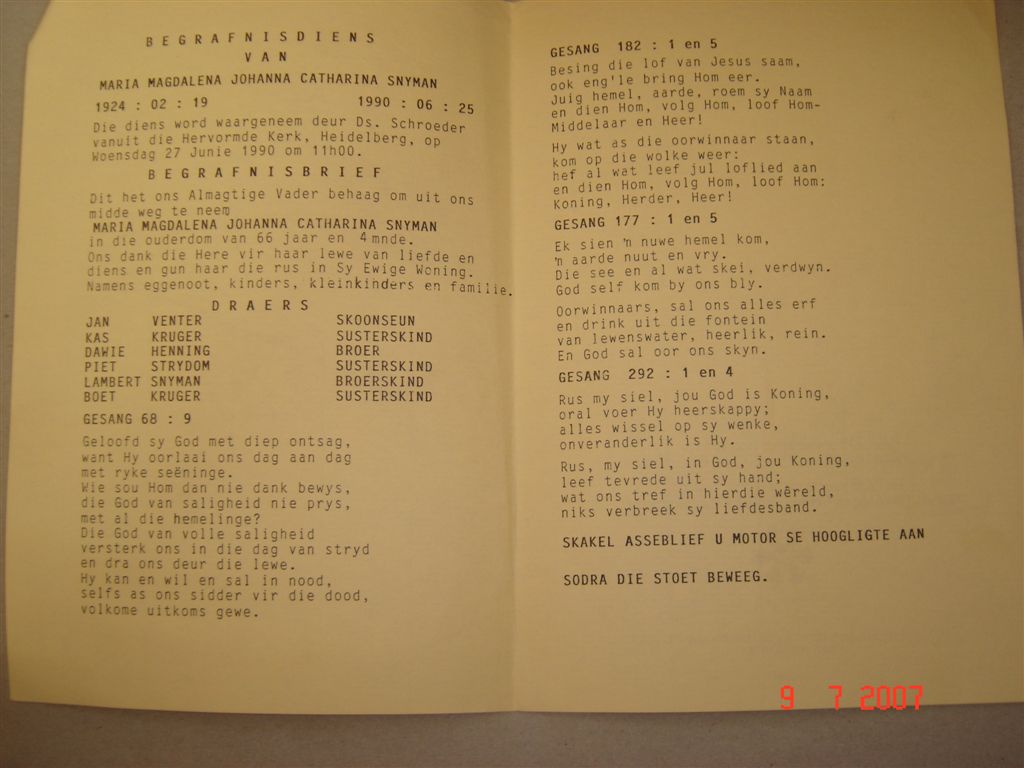 BEGRAFNISDIENS
VAN
MARIA MAGDALENA JOHANNA CATHARINA SNYMAN
1924 : 02 : 19 1990 : 06 : 25
Die diens word waargeneem deur Ds. Schroeder
vanuit die Hervormde Kerk, Heidelberg, op
Woensdag 27 Junie 1990 om 11h00.
BEGRAFNISBRIEF
Dit het ons Almagtige Vader behaag om uit ons
midde weg te neem
MARIA MAGDALENA JOHANNA CATHARINA SNYMAN
in die ouderdom van 66 jaar en 4 mnde.
Ons dank die Here vir haar lewe van liefde en
diens en gun haar die rus in Sy Ewige Woning.
Namens eggenoot, kinders, kleinkinders en familie.
DRAERS
JAN VENTER SKOONSEUN
KAS KRUGER SUSTERSKIND
DAWIE HENNING BROER
PIET STRYDOM SUSTERSKIND
LAMBERT SNYMAN BROERSKIND
BOET KRUGER SUSTERSKIND
GESANG 68 : 9
Geloofd sy God met diep ontsag,
want Hy oorlaai ons dag aan dag
met ryke seëninge.
Wie sou Hom dan nie dank bewys,
die God van saligheid nie prys,
met al die hemelinge?
Die God van volle saligheid
versterk ons in die dag van stryd
en dra ons deur die lewe.
Hy kan en wil en sal in nood,
selfs as ons sidder vir die dood,
volkome uitkoms gewe.
GESANG 182 : 1 en 5
Besing die lof van Jesus saam,
ook eng'le bring Hom eer.
Juig hemel, aarde, roem sy Naam
en dien Hom, volg Hom, loof Hom-
Middelaar en Heer!
Hy wat as die oorwinnaar staan,
kom op die wolke weer:
hef al wat leef jul loflied aan
en dien Hom, volg Hom, loof Hom:
Koning, Herder, Heer!
GESANG 177 : 1 en 5
Ek sien 'n nuwe hemel kom,
'n aarde nuut en vry.
Die see en al wat skei, verdwyn.
God self kom by ons bly.
Oorwinnaars, sal ons alles erf
en drink uit die fontein
van lewenswater, heerlik, rein.
En God sal oor ons skyn.
GESANG 292 : 1 en 4
Rus my siel, jou God is Koning,
oral voer Hy heerskappy;
alles wissel op sy wenke,
onveranderlik is Hy.
Rus, my siel, in God, jou Koning,
leef tevrede uit sy hand;
wat ons tref in hierdie wêreld,
niks verbreek sy liefdesband.
SKAKEL ASSEBLIEF U MOTOR SE HOOGLIGTE AAN
SODRA DIE STOET BEWEEG.
9 7 2007